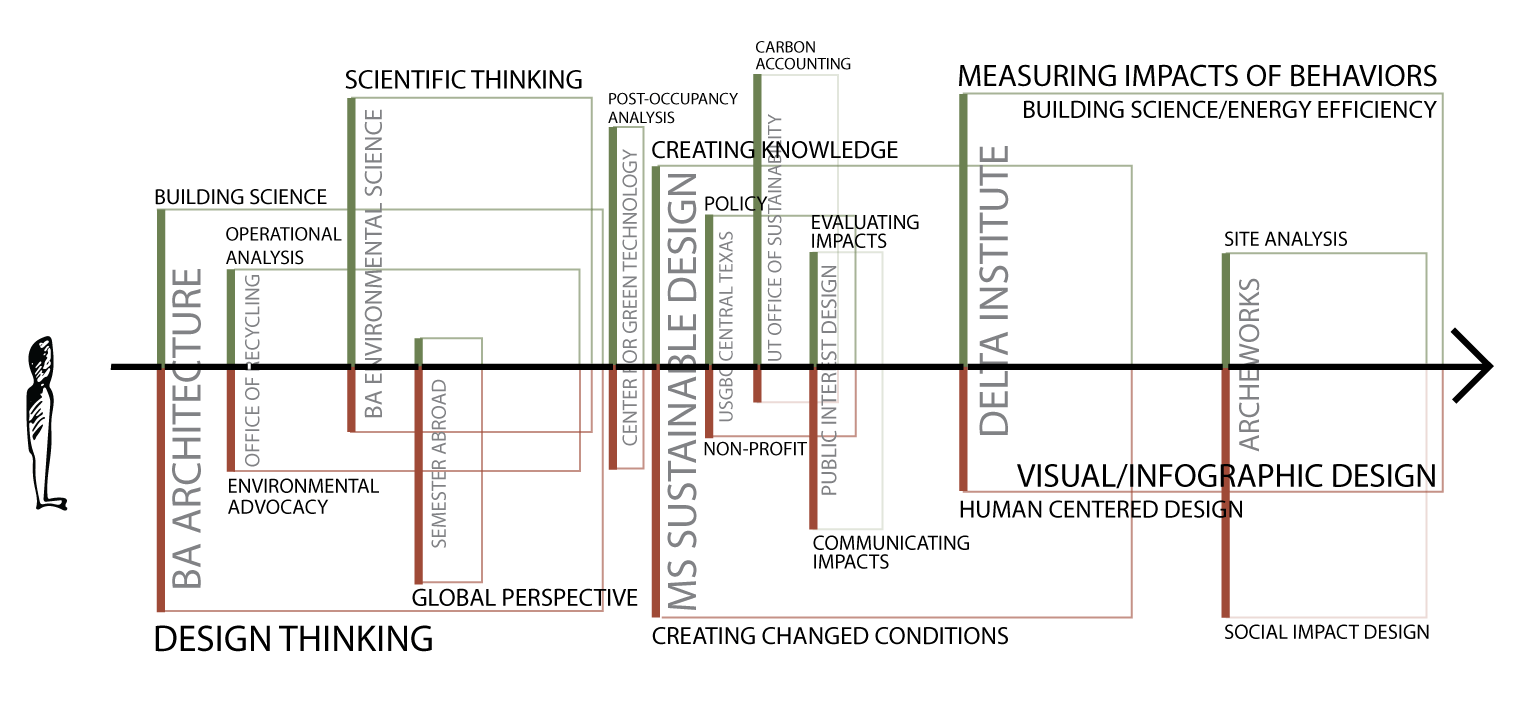 CARBON
ACCOUNTING
SCIENTIFIC THINKING
MEASURING IMPACTS OF BEHAVIORS
BUILDING SCIENCE/ENERGY EFFICIENCY
POST-OCCUPANCY
ANALYSIS
CREATING KNOWLEDGE
BUILDING SCIENCE
OPERATIONAL
ANALYSIS
POLICY
EVALUATING
IMPACTS
SITE ANALYSIS
BA ARCHITECTURE
OFFICE OF RECYCLING
BA ENVIRONMENTAL SCIENCE
SEMESTER ABROAD
CENTER FOR GREEN TECHNOLOGY
MS SUSTAINABLE DESIGN
USGBC CENTRAL TEXAS
UT OFFICE OF SUSTAINABILITY
PUBLIC INTEREST DESIGN
DELTA INSTITUTE
ARCHEWORKS
NON-PROFIT
ENVIRONMENTAL
ADVOCACY
VISUAL/INFOGRAPHIC DESIGN
HUMAN CENTERED DESIGN
COMMUNICATING
IMPACTS
GLOBAL PERSPECTIVE
DESIGN THINKING
CREATING CHANGED CONDITIONS
SOCIAL IMPACT DESIGN